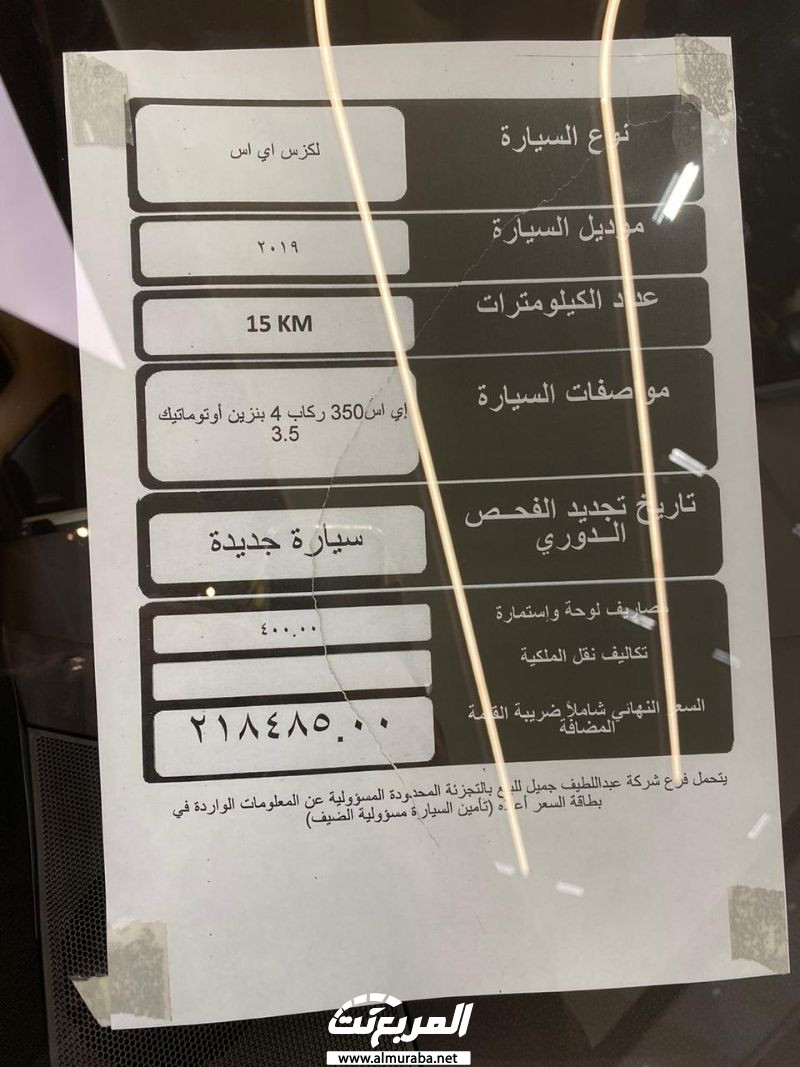 نوع السيارة
لكزس اي اس
موديل السيارة
٢٠١٩
عدد الكيلومترات
15 KM
مواصفات السيارة
إي اس350 ركاب 4 بنزين أوتوماتيك
3.5
تاريخ تجديد الفحـص
الـــدوري
سيارة جديدة
مصاريف لوحة وإستمارة
٤٠٠.٠٠
تكاليف نقل الملكية
السعر النهائي شاملاً ضريبة القيمة
المضافة
٢١٨٤٨٥.٠٠
يتحمل فرع شركة عبداللطيف جميل للبيع بالتجزئة المحدودة المسؤولية عن المعلومات الواردة في
بطاقة السعر أعلاه (تأمين السيارة مسؤولية الضيف)
المربع نت
www.almuraba.net